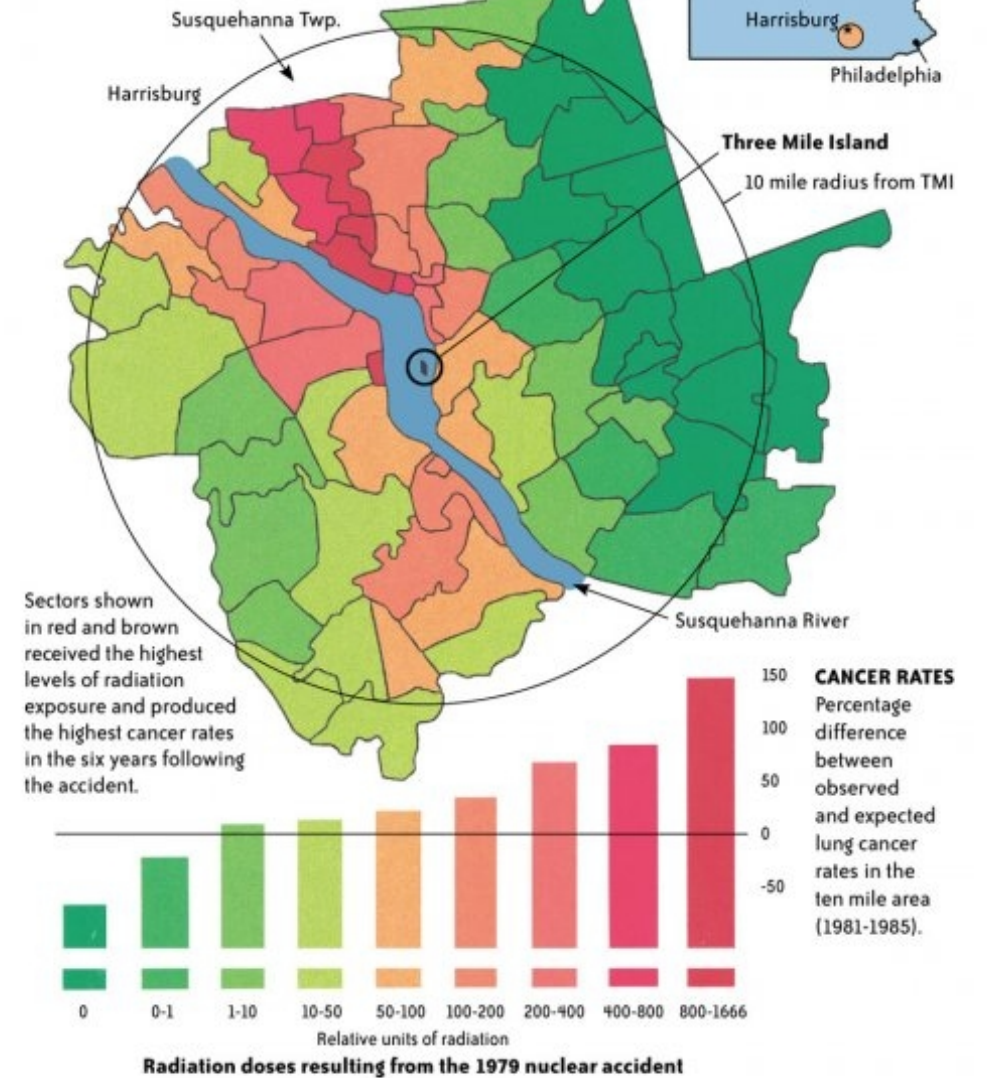 Susquehanna Twp.
Harrisburg
Harrisburg
Philadelphia
Three Mile Island
10 mile radius from TMI
Susquehanna River
Sectors shown
in red and brown
received the highest
levels of radiation
exposure and produced
the highest cancer rates
in the six years following
the accident.
150
100
50
0
-50
CANCER RATES
Percentage
difference
between
observed
and expected
lung cancer
rates in the
ten mile area
(1981-1985).
0 0-1 1-10 10-50 50-100 100-200 200-400 400-800 800-1666
Relative units of radiation
Radiation doses resulting from the 1979 nuclear accident